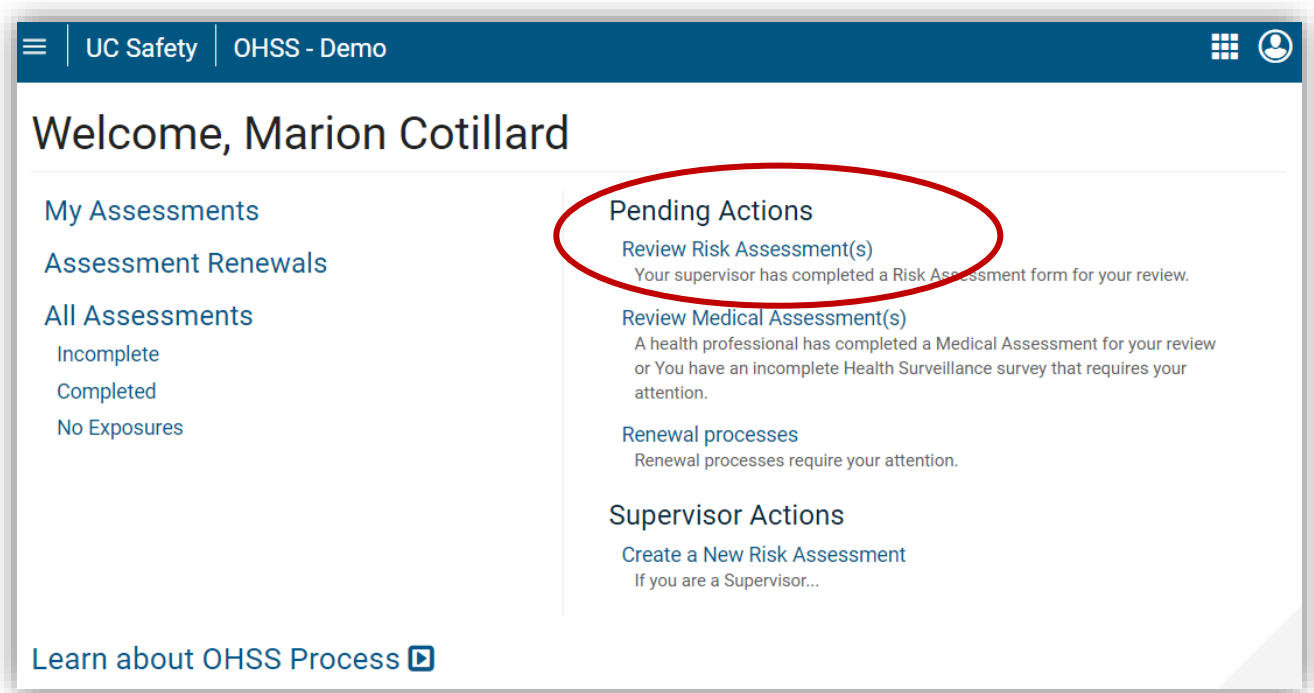 UC Safety OHSS - Demo
Welcome, Marion Cotillard
My Assessments
Assessment Renewals
All Assessments
Incomplete
Completed
No Exposures
Pending Actions
Review Risk Assessment(s)
Your supervisor has completed a Risk Assessment form for your review.
Review Medical Assessment(s)
A health professional has completed a Medical Assessment for your review
or You have an incomplete Health Surveillance survey that requires your
attention.
Renewal processes
Renewal processes require your attention.
Supervisor Actions
Create a New Risk Assessment
If you are a Supervisor...
Learn about OHSS Process